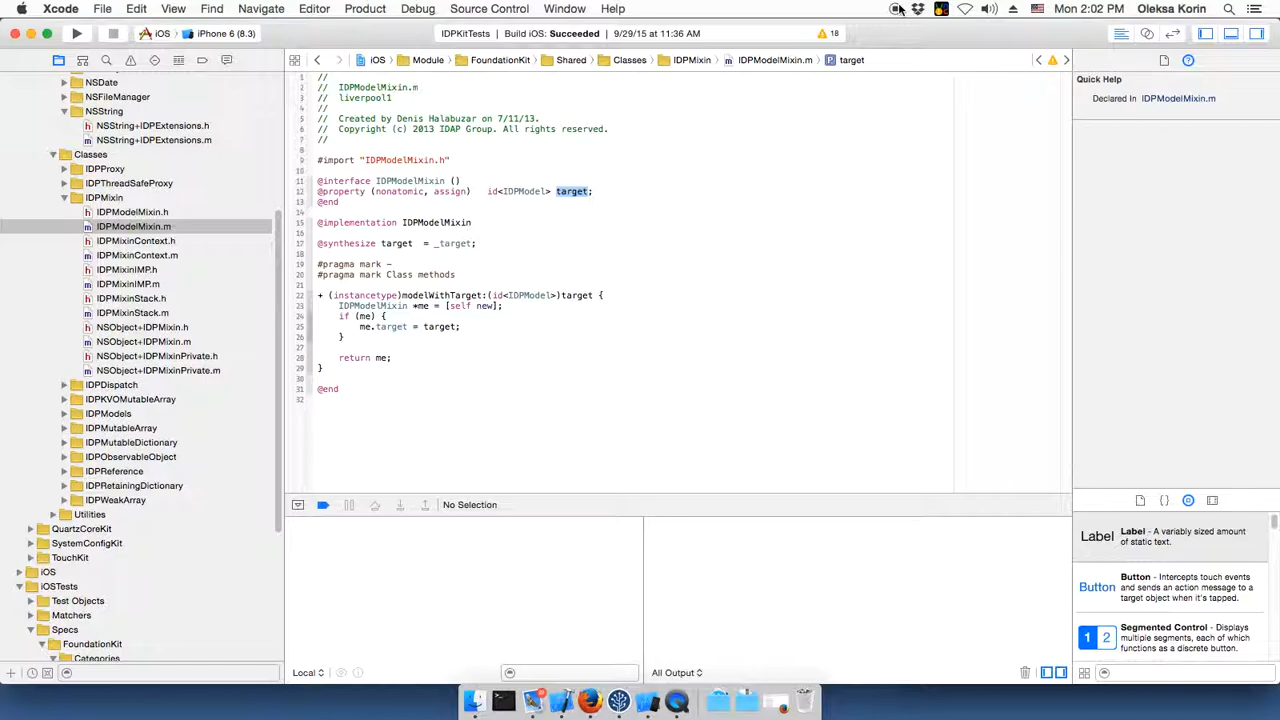 Xcode File Edit View Find Navigate Editor Product Debug Source Control Window Help Mon 2:02 PM Oleksa Korin
iOS iPhone 6 (8.3) IDPKitTests Build iOS: Succeeded 9/29/15 at 11:36 AM 18
iOS Module FoundationKit Shared Classes IDPMixin IDPModelMixin.m target
NSDate
NSFileManager
NSString
NSString+IDPExtensions.h
NSString+IDPExtensions.m
Classes
IDPProxy
IDPThreadSafeProxy
IDPMixin
IDPModelMixin.h
IDPModelMixin.m
IDPMixinContext.h
IDPMixinContext.m
IDPMixinIMP.h
IDPMixinIMP.m
IDPMixinStack.h
IDPMixinStack.m
NSObject+IDPMixin.h
NSObject+IDPMixin.m
NSObject+IDPMixinPrivate.h
NSObject+IDPMixinPrivate.m
IDPDispatch
IDPKVOMutableArray
IDPModels
IDPMutableArray
IDPMutableDictionary
IDPObservableObject
IDPReference
IDPRetainingDictionary
IDPWeakArray
Utilities
QuartzCoreKit
SystemConfigKit
TouchKit
iOS
iOSTests
Test Objects
Matchers
Specs
FoundationKit
Categories
1 //
2 // IDPModelMixin.m
3 // liverpool1
4 //
5 // Created by Denis Halabuzar on 7/11/13.
6 // Copyright (c) 2013 IDAP Group. All rights reserved.
7 //
8
9 #import "IDPModelMixin.h"
10
11 @interface IDPModelMixin ()
12 @property (nonatomic, assign) id<IDPModel> target;
13 @end
14
15 @implementation IDPModelMixin
16
17 @synthesize target = _target;
18
19 #pragma mark -
20 #pragma mark Class methods
21
22 + (instancetype)modelWithTarget:(id<IDPModel>)target {
23 IDPModelMixin *me = [self new];
24 if (me) {
25 me.target = target;
26 }
27
28 return me;
29 }
30
31 @end
32
No Selection
Local
All Output
Quick Help
Declared In IDPModelMixin.m
Label
Label - A variably sized amount of static text.
Button
Button - Intercepts touch events and sends an action message to a target object when it's tapped.
1 2
Segmented Control - Displays multiple segments, each of which functions as a discrete button.